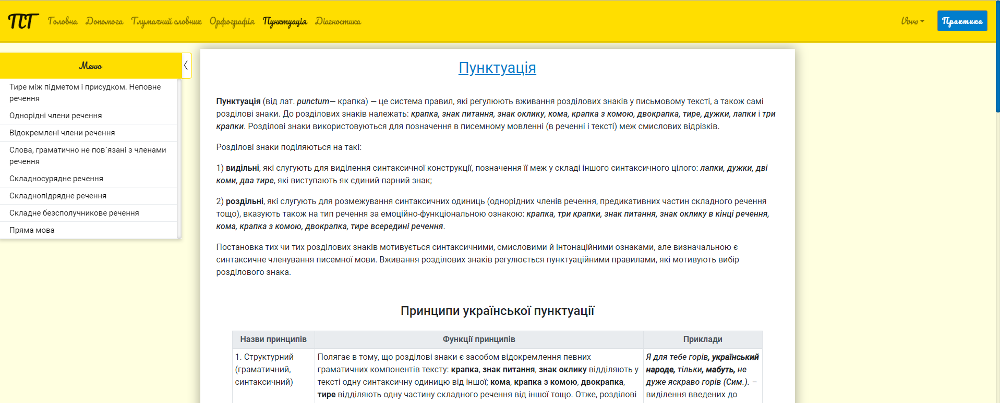 ПГ Головна Допомога Тлумачний словник Орфографія Пунктуація Діагностика Vova Практика
Меню
Тире між підметом і присудком. Неповне
речення
Однорідні члени речення
Відокремлені члени речення
Слова, граматично не пов`язані з членами
речення
Складносурядне речення
Складнопідрядне речення
Складне безсполучникове речення
Пряма мова
Пунктуація
Пунктуація (від лат. punctum— крапка) — це система правил, які регулюють вживання розділових знаків у письмовому тексті, а також самі
розділові знаки. До розділових знаків належать: крапка, знак питання, знак оклику, кома, крапка з комою, двокрапка, тире, дужки, лапки і три
крапки. Розділові знаки використовуються для позначення в писемному мовленні (в реченні і тексті) меж смислових відрізків.
Розділові знаки поділяються на такі:
1) видільні, які слугують для виділення синтаксичної конструкції, позначення її меж у складі іншого синтаксичного цілого: лапки, дужки, дві
коми, два тире, які виступають як єдиний парний знак;
2) роздільні, які слугують для розмежування синтаксичних одиниць (однорідних членів речення, предикативних частин складного речення
тощо), вказують також на тип речення за емоційно-функціональною ознакою: крапка, три крапки, знак питання, знак оклику в кінці речення,
кома, крапка з комою, двокрапка, тире всередині речення.
Постановка тих чи тих розділових знаків мотивується синтаксичними, смисловими й інтонаційними ознаками, але визначальною є
синтаксичне членування писемної мови. Вживання розділових знаків регулюється пунктуаційними правилами, які мотивують вибір
розділового знака.
Принципи української пунктуації
Назви принципів Функції принципів Приклади
1. Структурний
(граматичний,
синтаксичний)
Полягає в тому, що розділові знаки є засобом відокремлення певних
граматичних компонентів тексту: крапка, знак питання, знак оклику відділяють у
тексті одну синтаксичну одиницю від іншої; кома, крапка з комою, двокрапка,
тире відділяють одну частину складного речення від іншої тощо. Отже, розділові
Я для тебе горів, український
народе, тільки, мабуть, не
дуже яскраво горів (Сим.). –
виділення введених до